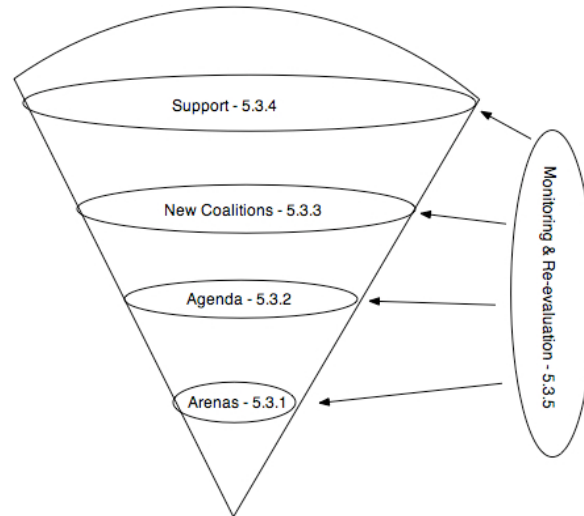 Support - 5.3.4
New Coalitions - 5.3.3
Agenda - 5.3.2
Arenas - 5.3.1
Monitoring & Re-evaluation - 5.3.5